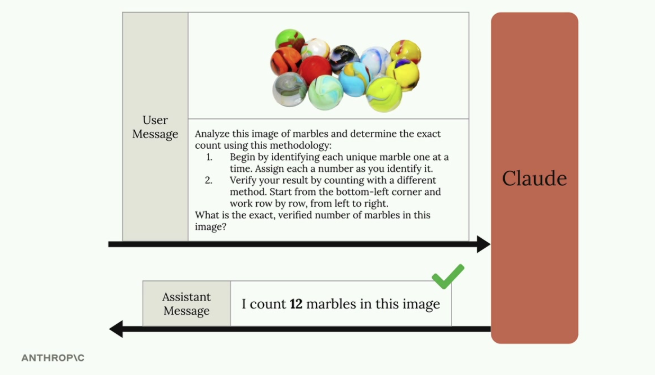 User
Message
Analyze this image of marbles and determine the exact
count using this methodology:
1. Begin by identifying each unique marble one at a
time. Assign each a number as you identify it.
2. Verify your result by counting with a different
method. Start from the bottom-left corner and
work row by row, from left to right.
What is the exact, verified number of marbles in this
image?
Claude
Assistant
Message
I count 12 marbles in this image
ANTHROP\C